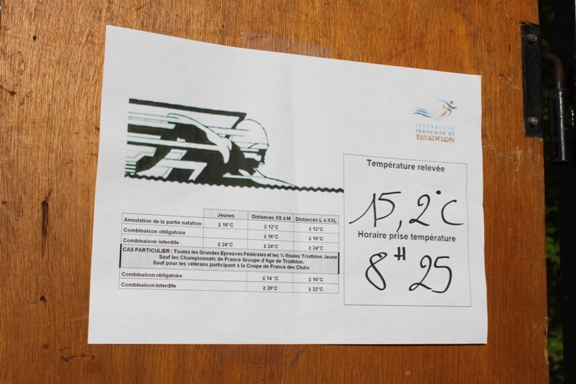 FÉDÉRATION
FRANÇAISE DE
TRIATHLON
Température relevée
15,2°C
Horaire prise température
8H25
Jeunes Distances XS à M Distances L à XXL
Annulation de la partie natation ≤ 16°C ≤ 12°C ≤ 12°C
Combinaison obligatoire ≤ 16°C ≤ 16°C
Combinaison interdite ≥ 24°C ≥ 24°C ≥ 24°C
CAS PARTICULIER : Toutes les Grandes Epreuves Fédérales et les ½ finales Triathlon Jeune
Sauf les Championnats de France Groupe d'Age de Triathlon,
Sauf pour les vétérans participant à la Coupe de France des Clubs
Combinaison obligatoire ≤ 14 °C ≤ 16°C
Combinaison interdite ≥ 20°C ≥ 22°C